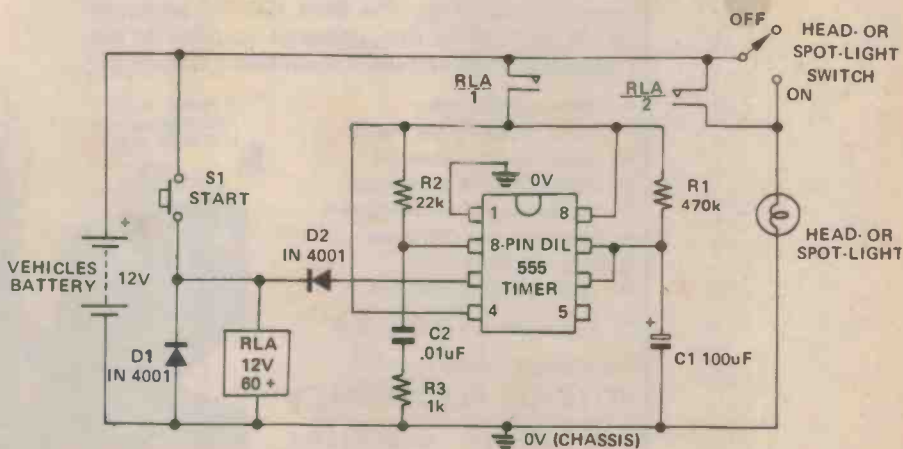 OFF
HEAD- OR
SPOT-LIGHT
SWITCH
ON
RLA
1
RLA
2
S1
START
R2
22k
0V
R1
470k
1
8
8-PIN DIL
555
TIMER
4
5
D2
IN 4001
HEAD- OR
SPOT-LIGHT
VEHICLES
BATTERY
+
12V
D1
IN 4001
RLA
12V
60 +
C2
.01uF
R3
1k
+
C1 100uF
0V (CHASSIS)